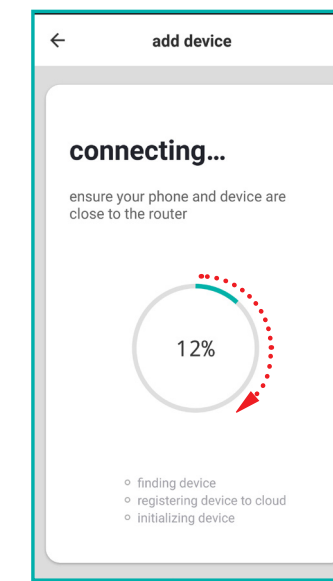 add device
connecting...
ensure your phone and device are
close to the router
12%
finding device
registering device to cloud
initializing device